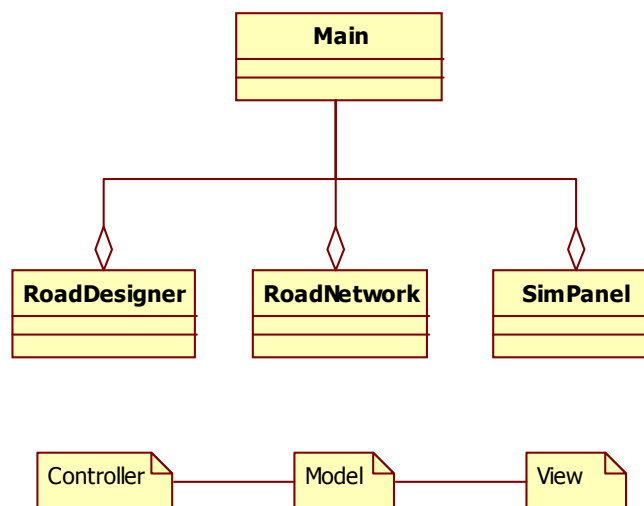 Main
RoadDesigner
RoadNetwork
SimPanel
Controller
Model
View